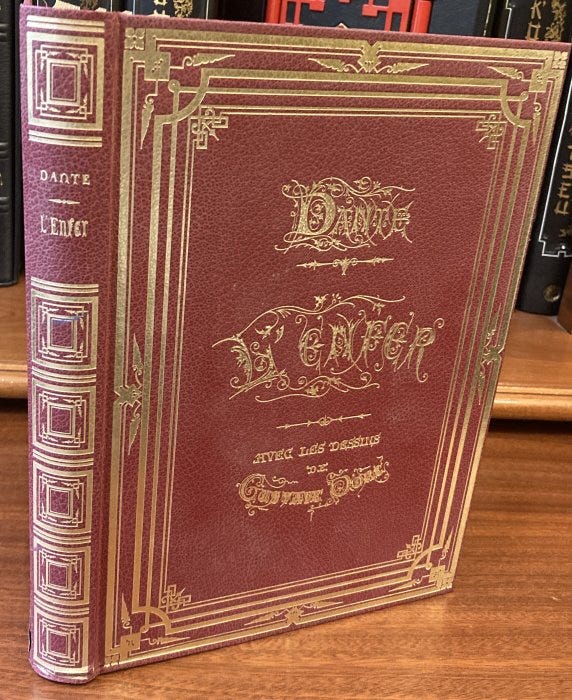 DANTE
L'ENFER
DANTE
L'ENFER
AVEC LES DESSINS
DE
GUSTAVE DORÉ